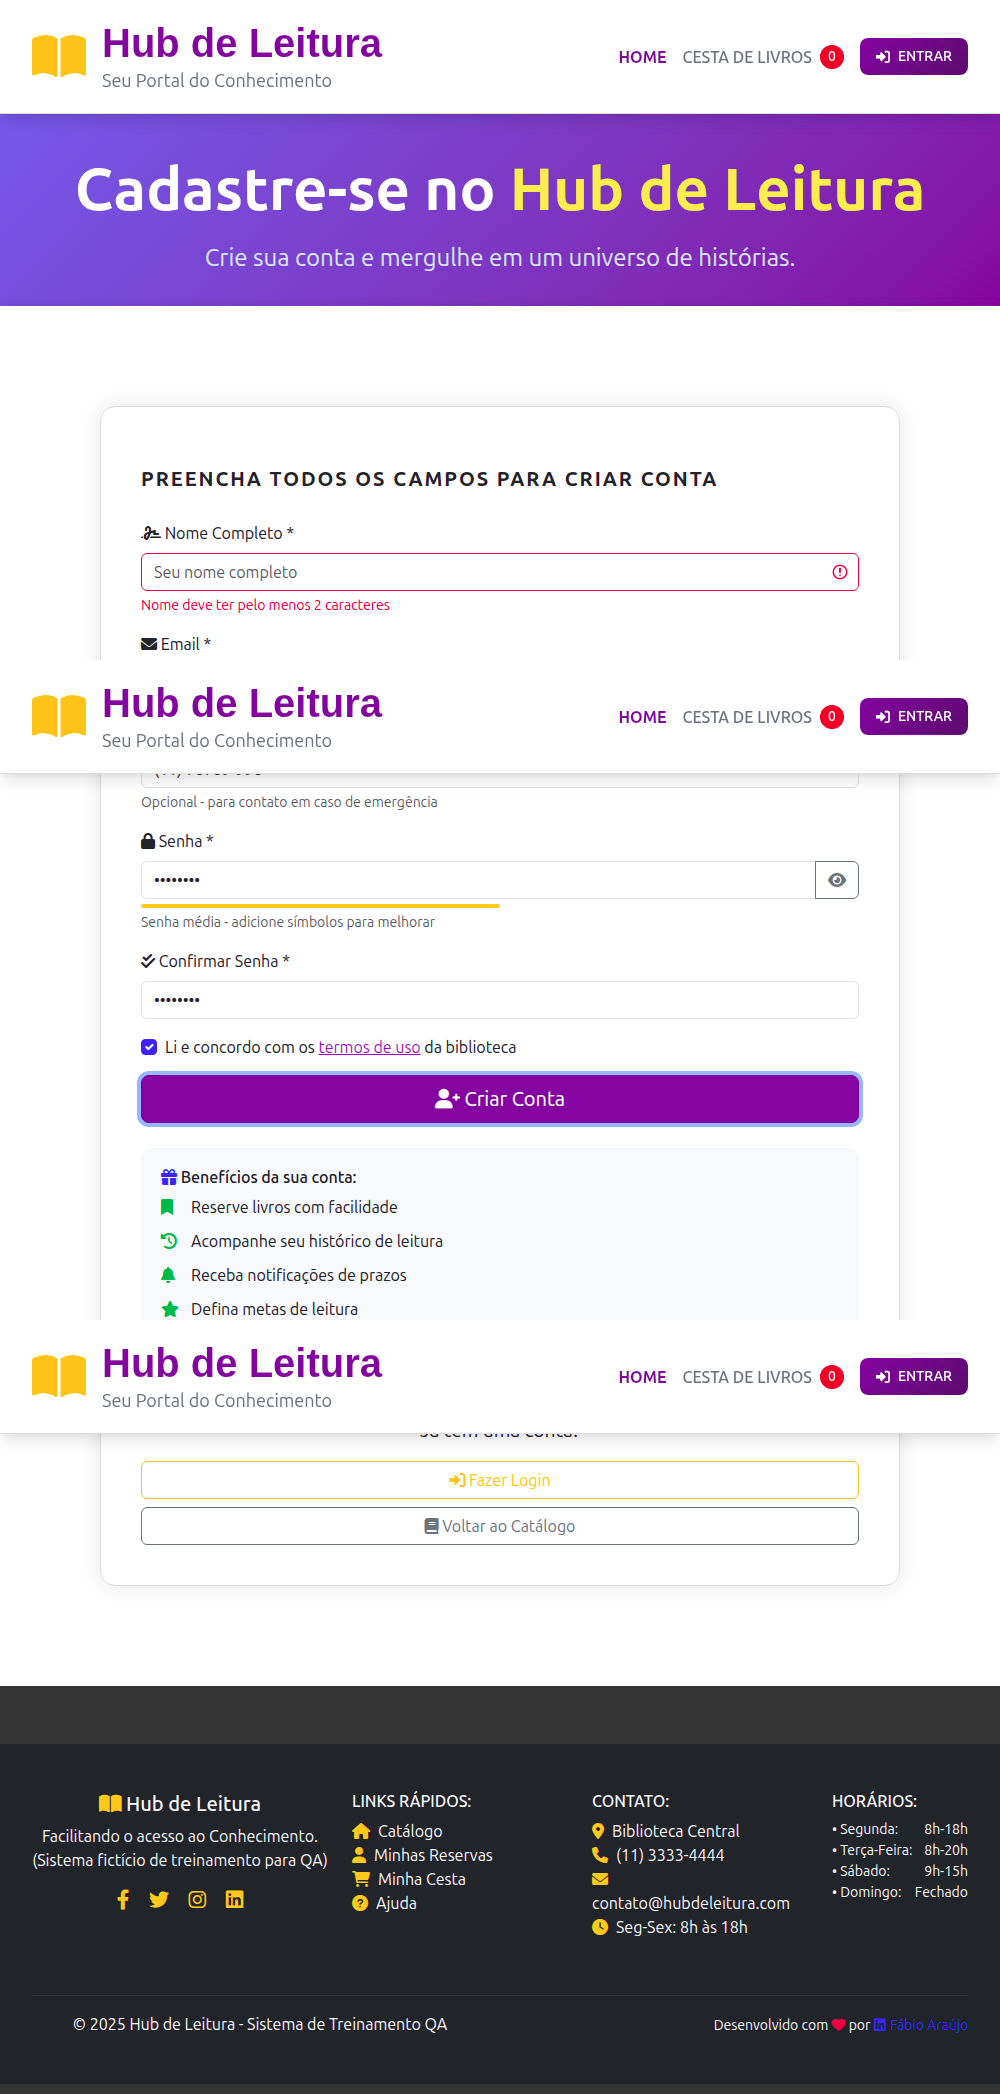 Hub de Leitura
Seu Portal do Conhecimento
HOME
CESTA DE LIVROS 0
ENTRAR
Cadastre-se no Hub de Leitura
Crie sua conta e mergulhe em um universo de histórias.
PREENCHA TODOS OS CAMPOS PARA CRIAR CONTA
Nome Completo *
Seu nome completo
Nome deve ter pelo menos 2 caracteres
Email *
Hub de Leitura
Seu Portal do Conhecimento
HOME
CESTA DE LIVROS 0
ENTRAR
Opcional - para contato em caso de emergência
Senha *
••••••••
Senha média - adicione símbolos para melhorar
Confirmar Senha *
••••••••
Li e concordo com os termos de uso da biblioteca
Criar Conta
Benefícios da sua conta:
Reserve livros com facilidade
Acompanhe seu histórico de leitura
Receba notificações de prazos
Defina metas de leitura
Hub de Leitura
Seu Portal do Conhecimento
HOME
CESTA DE LIVROS 0
ENTRAR
Já tem uma conta?
Fazer Login
Voltar ao Catálogo
Hub de Leitura
Facilitando o acesso ao Conhecimento.
(Sistema fictício de treinamento para QA)
LINKS RÁPIDOS:
Catálogo
Minhas Reservas
Minha Cesta
Ajuda
CONTATO:
Biblioteca Central
(11) 3333-4444
contato@hubdeleitura.com
Seg-Sex: 8h às 18h
HORÁRIOS:
• Segunda: 8h-18h
• Terça-Feira: 8h-20h
• Sábado: 9h-15h
• Domingo: Fechado
© 2025 Hub de Leitura - Sistema de Treinamento QA
Desenvolvido com por Fábio Araújo